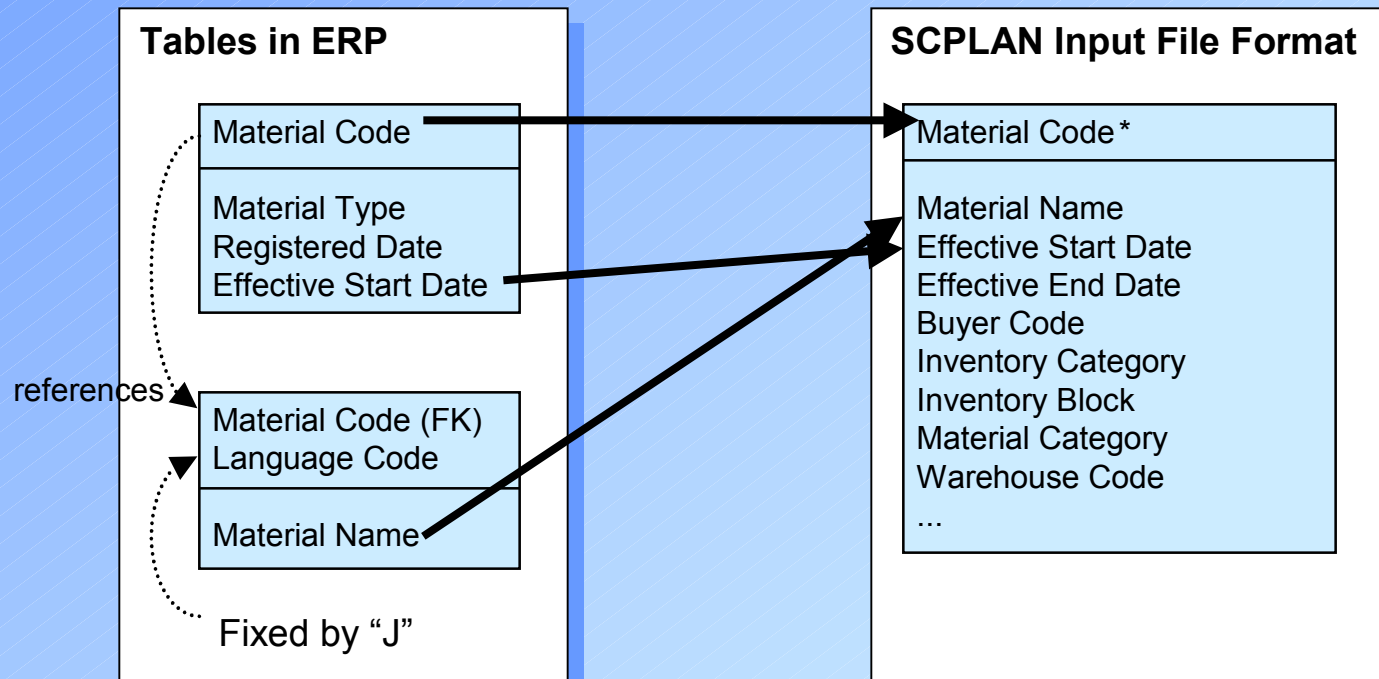 Tables in ERP
Material Code
Material Type
Registered Date
Effective Start Date
references
Material Code (FK)
Language Code
Material Name
Fixed by “J”
SCPLAN Input File Format
Material Code*
Material Name
Effective Start Date
Effective End Date
Buyer Code
Inventory Category
Inventory Block
Material Category
Warehouse Code
...